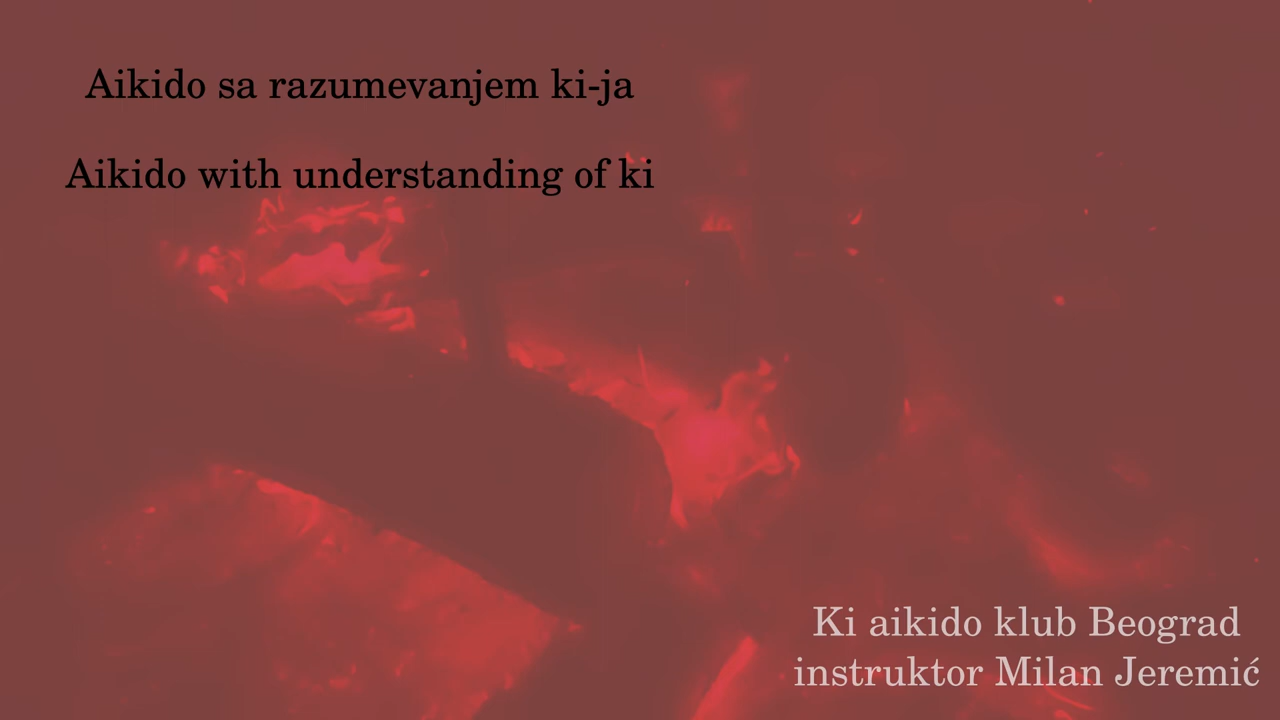 Aikido sa razumevanjem ki-ja
Aikido with understanding of ki
Ki aikido klub Beograd
instruktor Milan Jeremić